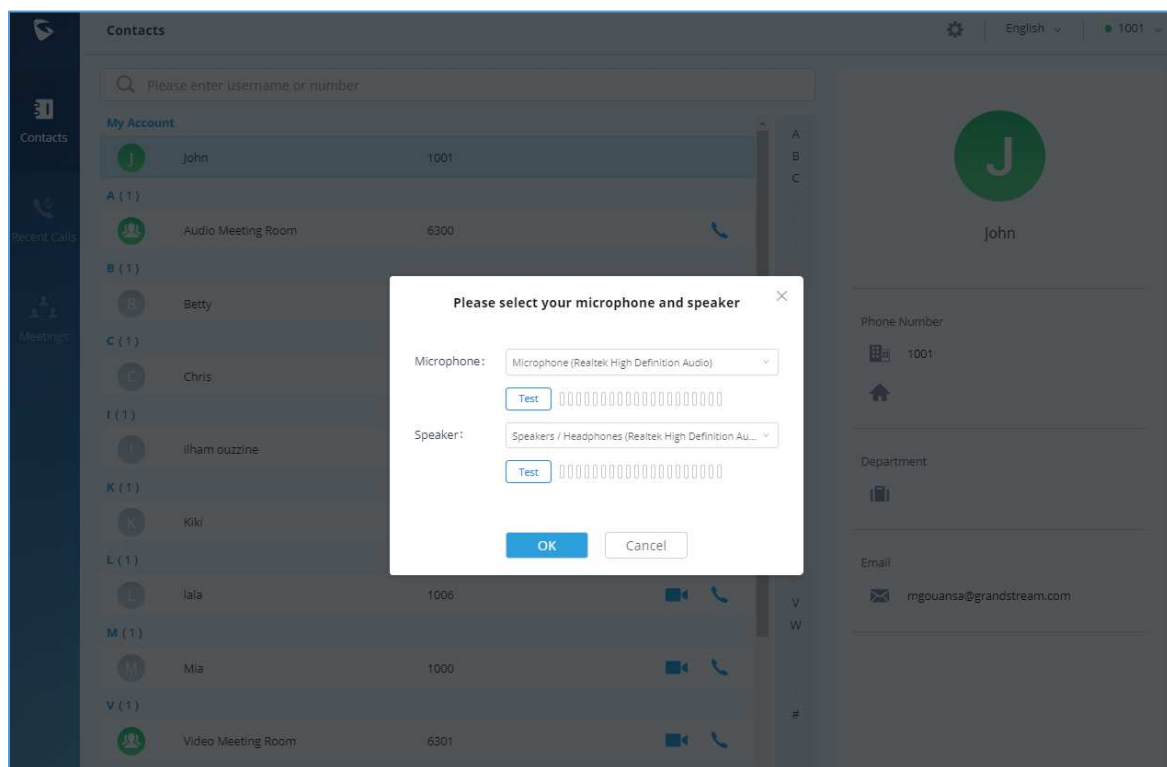 Contacts
English
1001
Please enter username or number
Contacts
My Account
A
J
John
1001
B
C
J
A (1)
Recent Calls
Audio Meeting Room
6300
John
B (1)
B
Betty
Please select your microphone and speaker
Meetings
Phone Number
C (1)
Microphone:
Microphone (Realtek High Definition Audio)
1001
C
Chris
Test
I (1)
Speaker:
Speakers / Headphones (Realtek High Definition Au...
I
ilham ouzzine
Test
Department
K (1)
K
Kiki
OK
Cancel
L (1)
Email
L
lala
1006
V
mgouansa@grandstream.com
W
M (1)
M
Mia
1000
V (1)
#
Video Meeting Room
6301